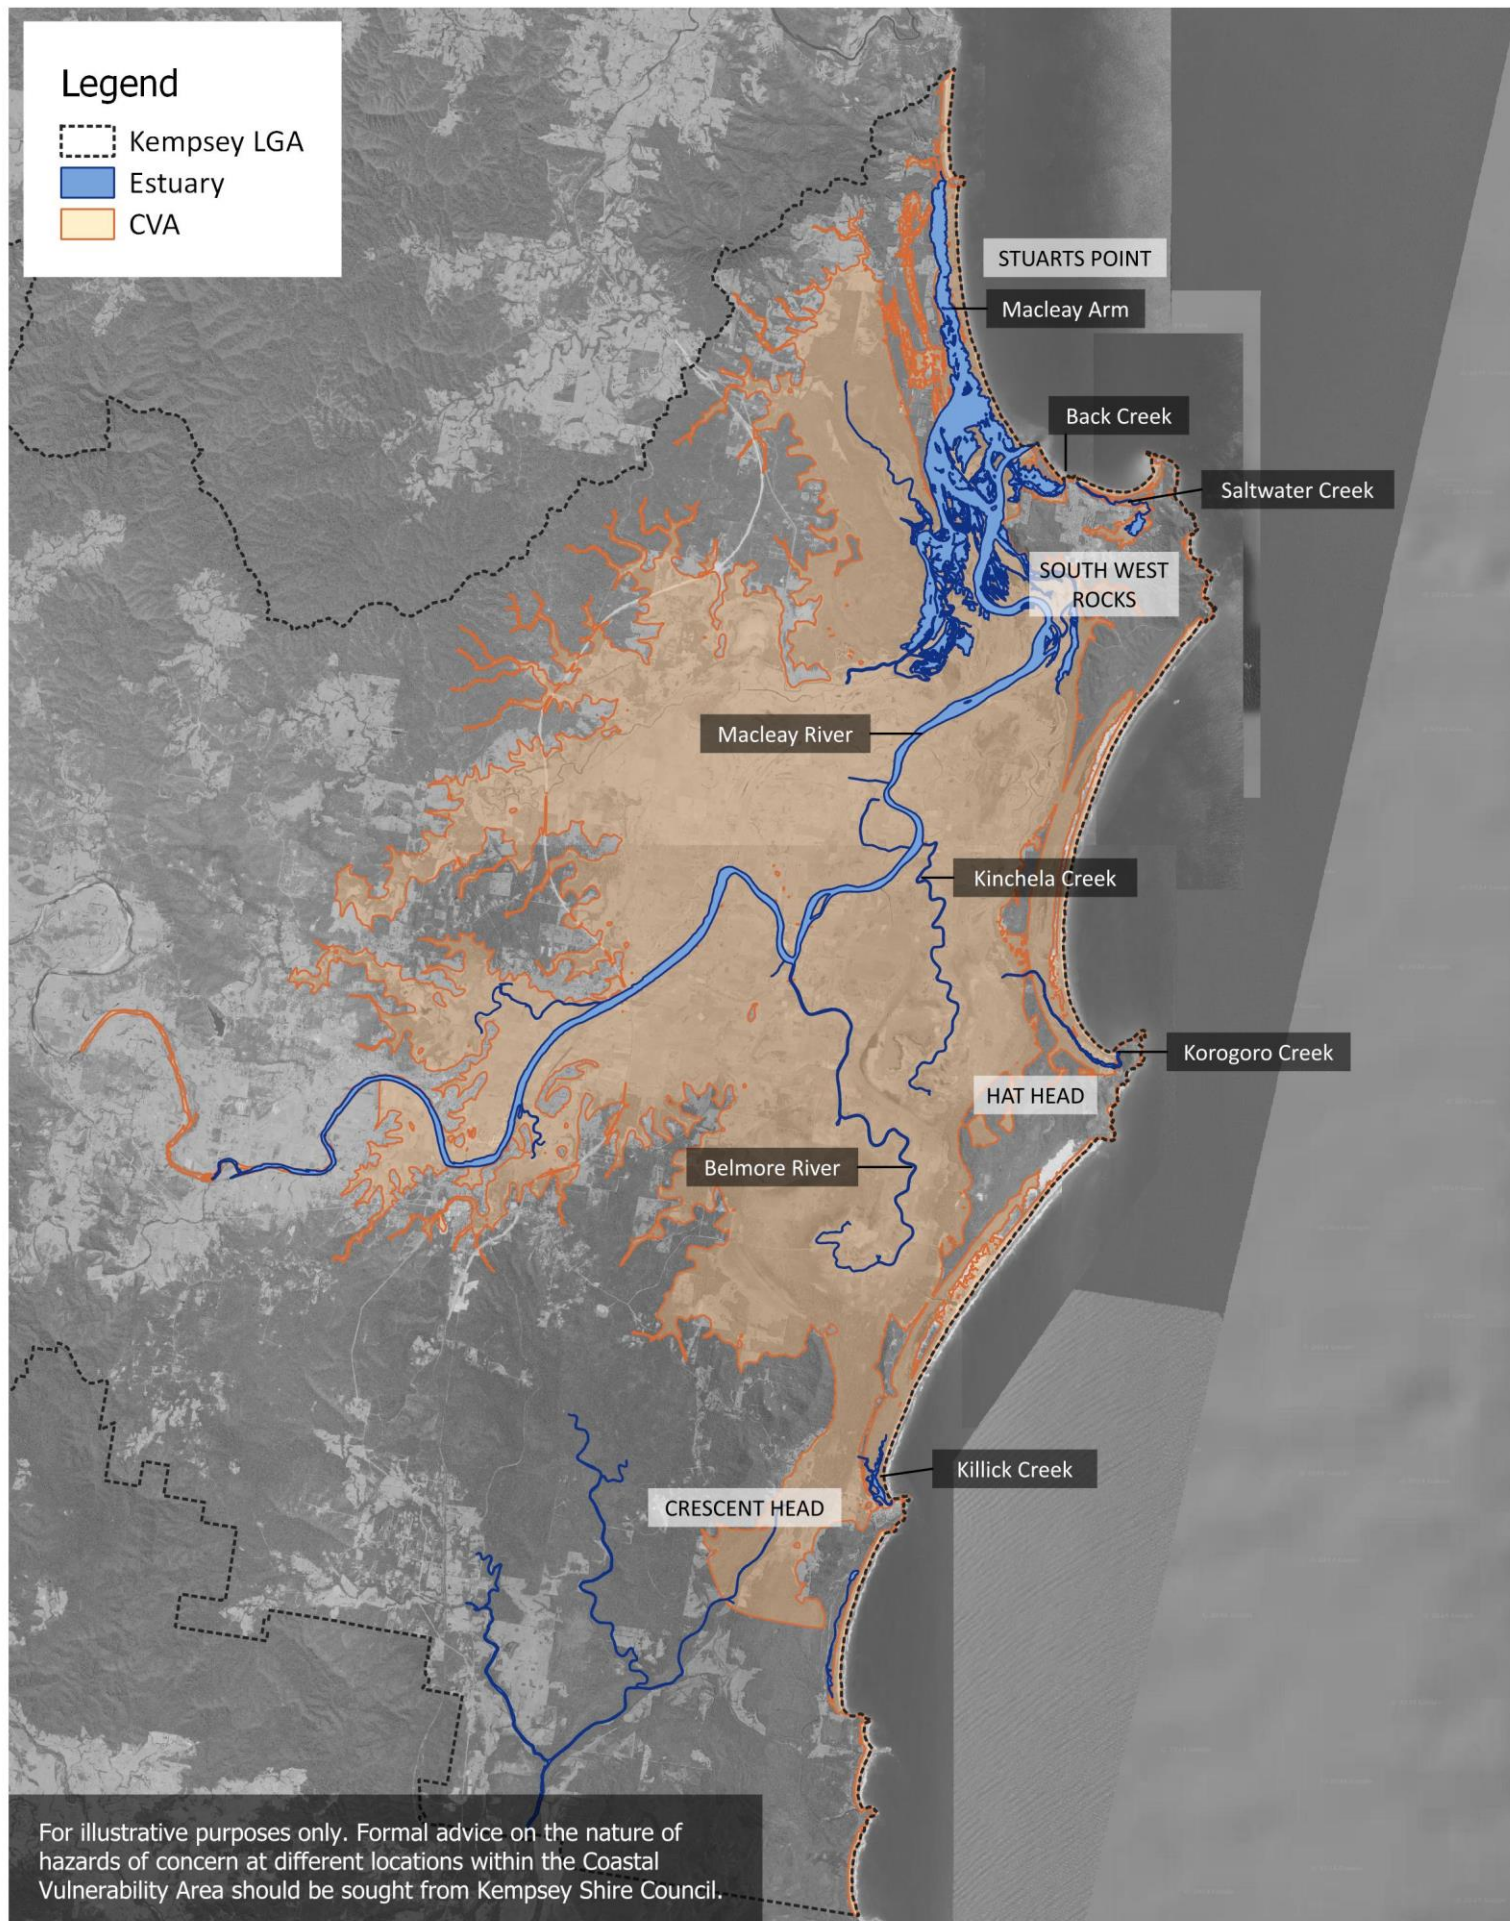 Legend
Kempsey LGA
Estuary
CVA
STUARTS POINT
Macleay Arm
Back Creek
Saltwater Creek
SOUTH WEST
ROCKS
Macleay River
Kinchela Creek
Korogoro Creek
HAT HEAD
Belmore River
Killick Creek
CRESCENT HEAD
For illustrative purposes only. Formal advice on the nature of
hazards of concern at different locations within the Coastal
Vulnerability Area should be sought from Kempsey Shire Council.